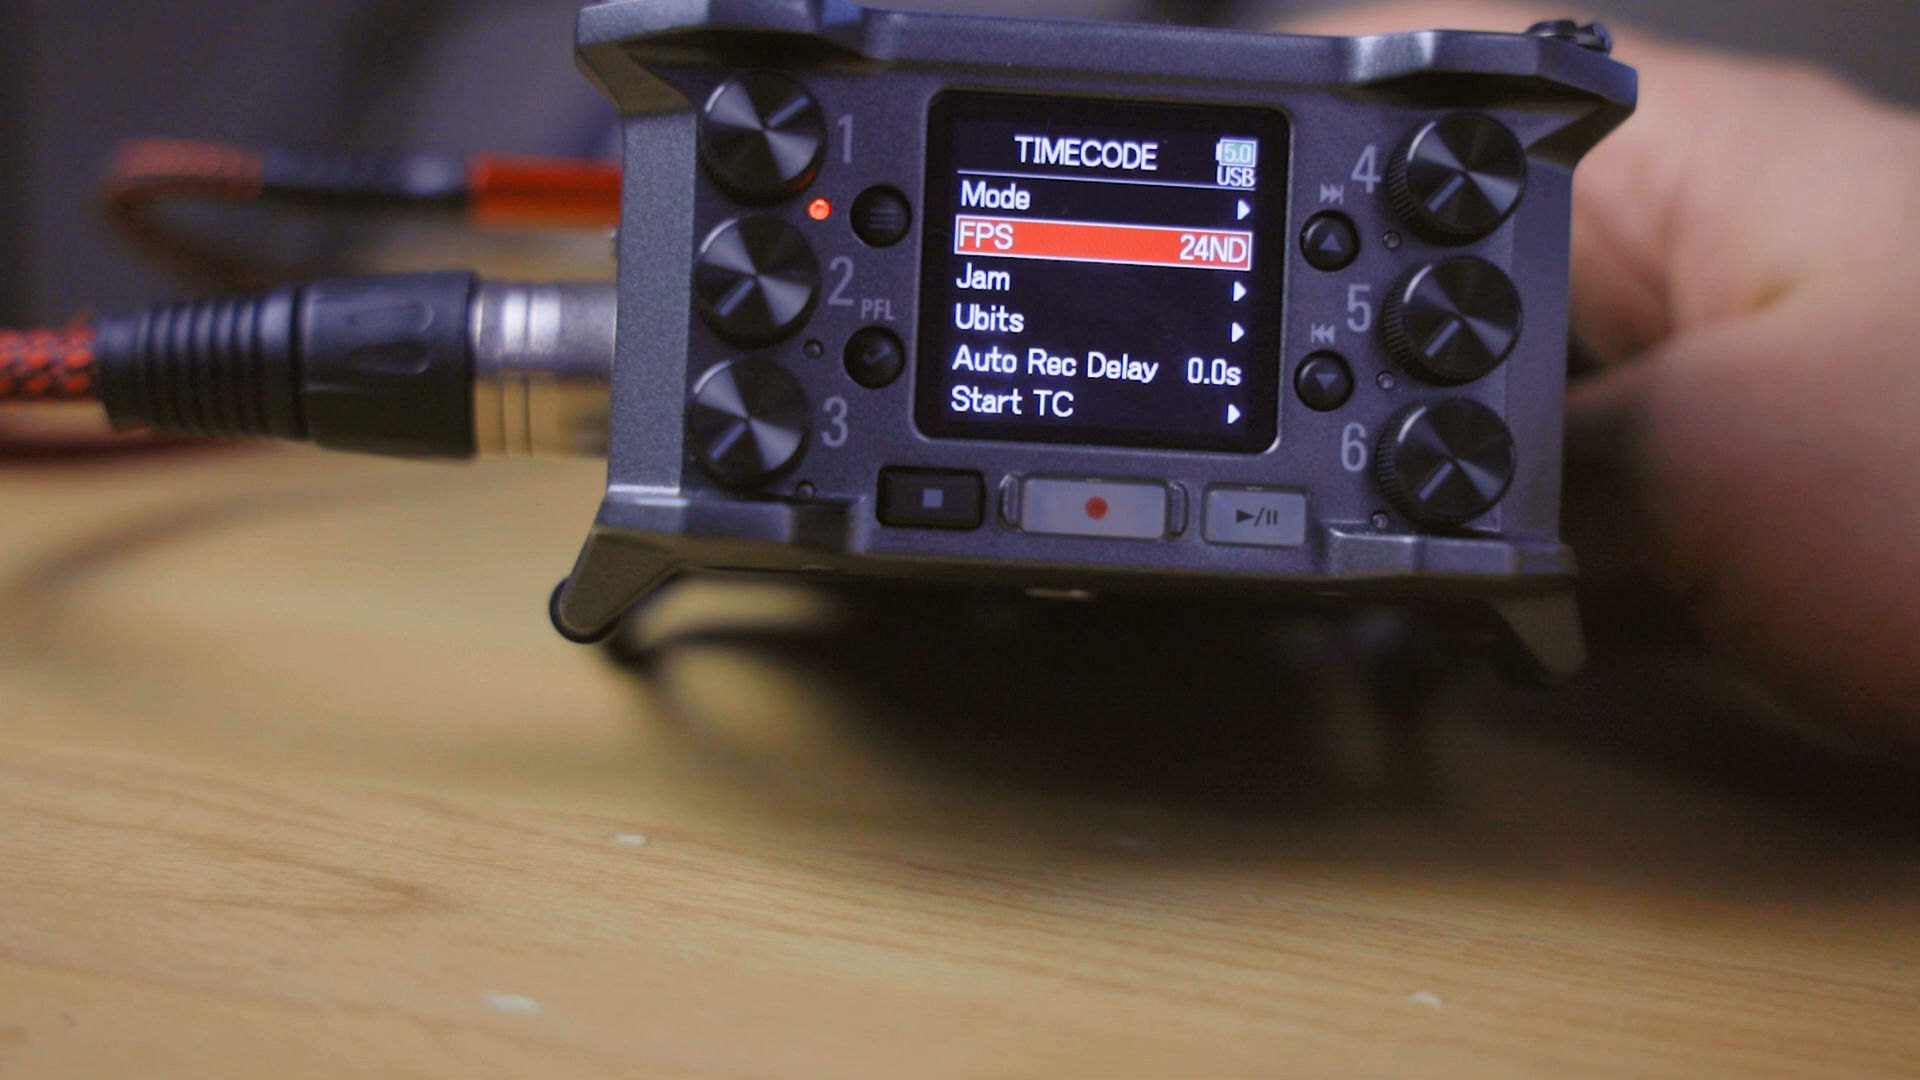 TIMECODE
5.0
USB
Mode
FPS 24ND
Jam
Ubits
Auto Rec Delay 0.0s
Start TC
1
2
PFL
3
4
5
6